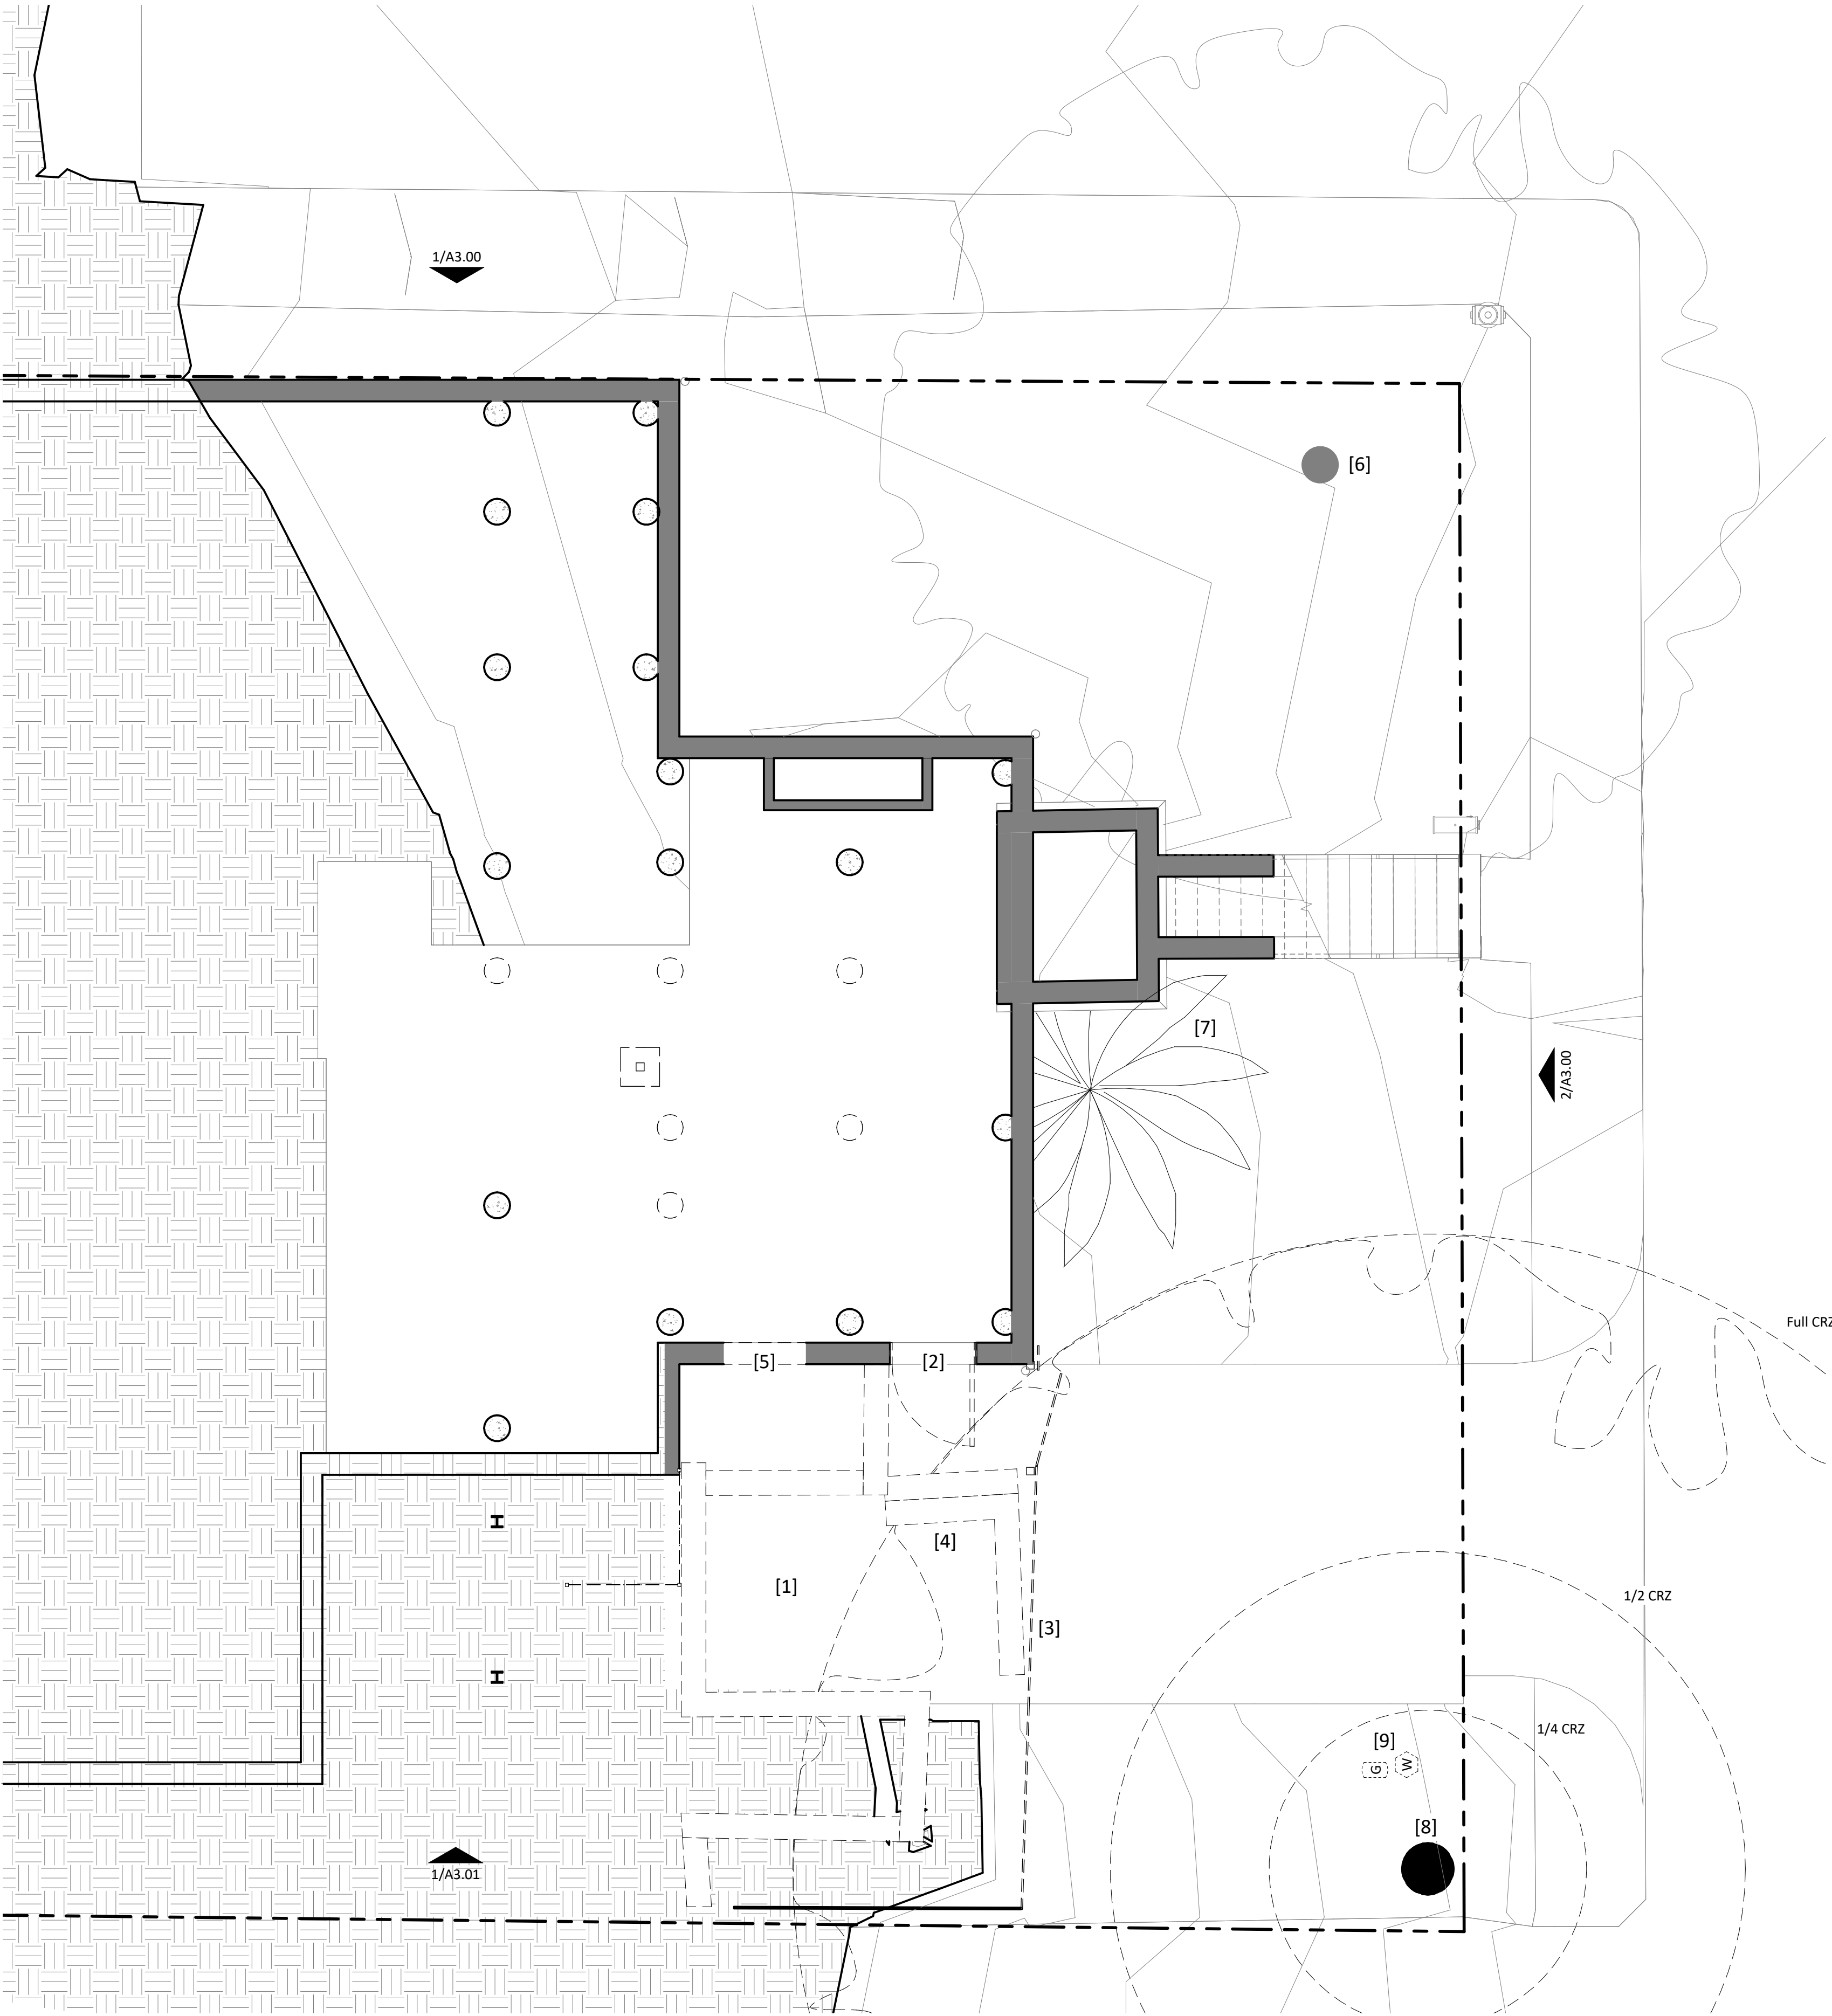 1/A3.00
[6]
[7]
2/A3.00
Full CRZ
[5]
[2]
[4]
[1]
1/2 CRZ
[3]
1/4 CRZ
[9]
G
W
[8]
1/A3.01
H
H